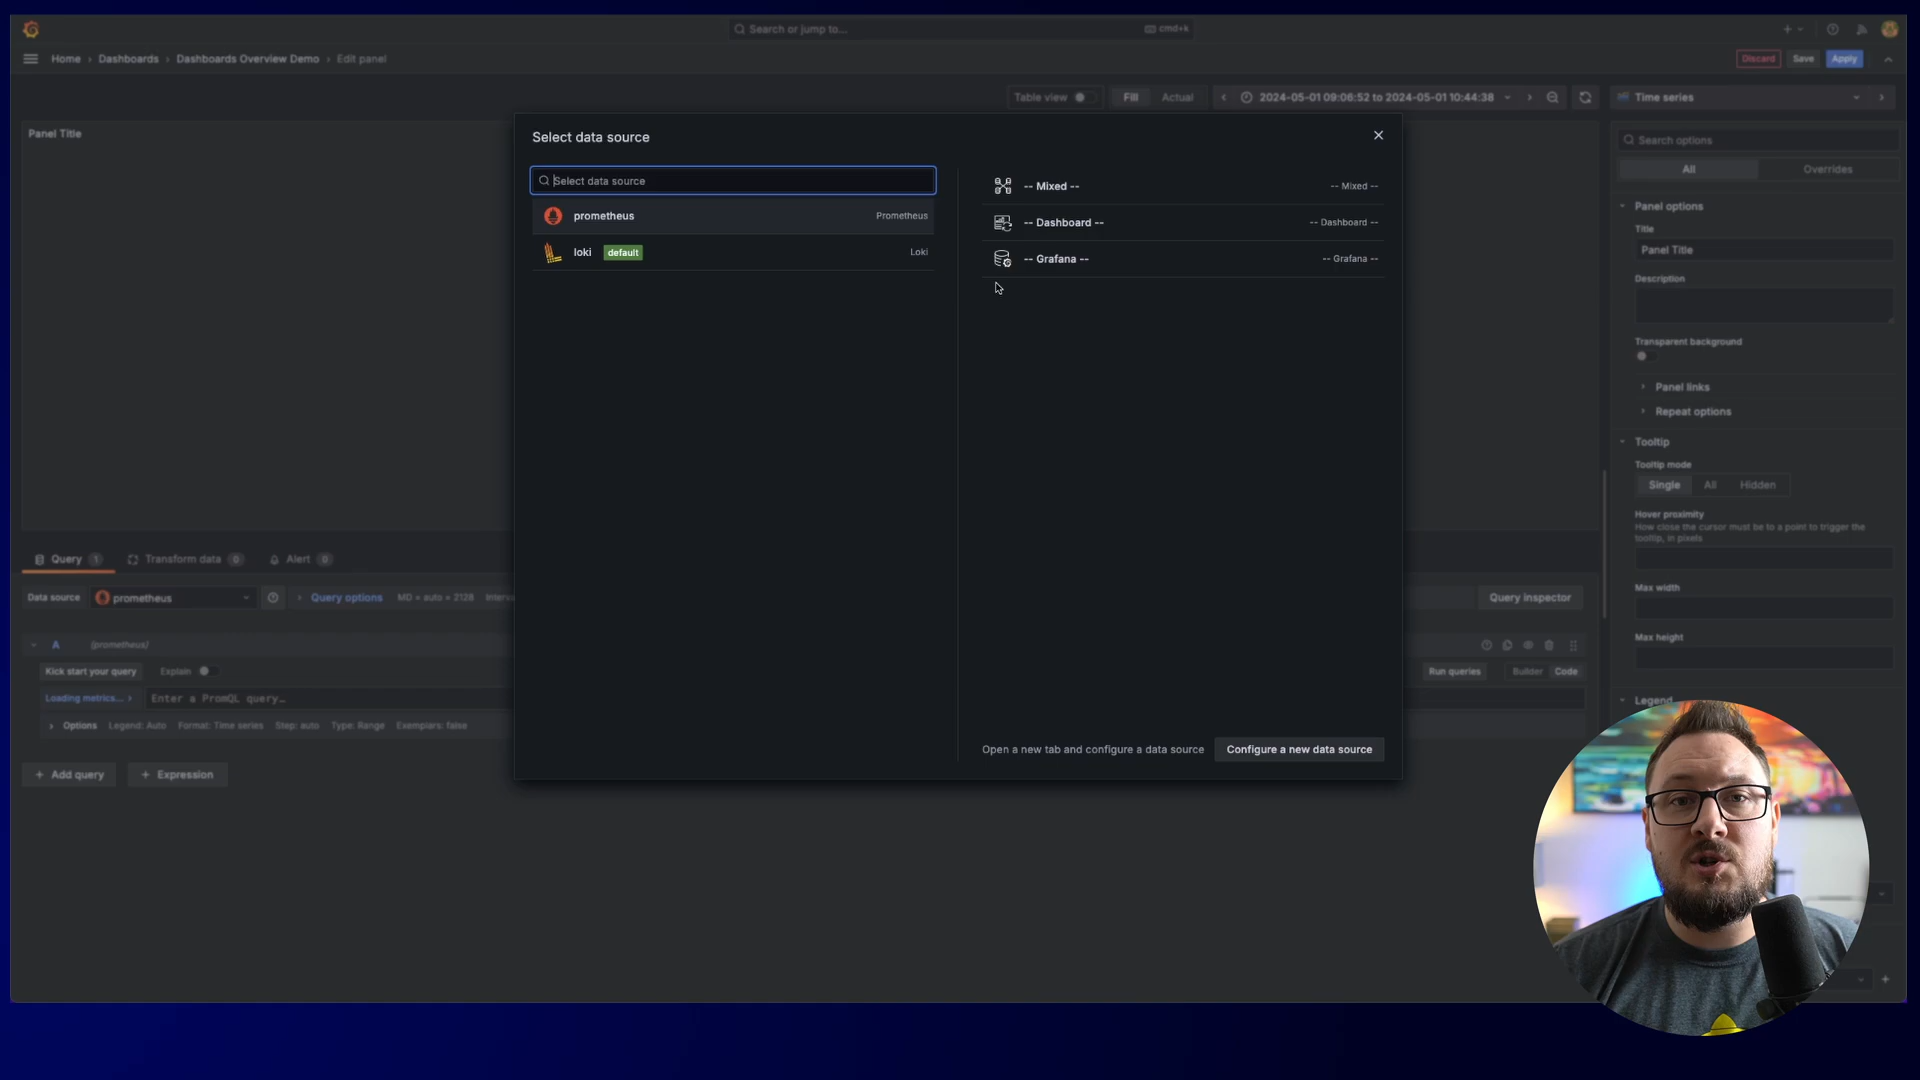 Search or jump to...
cmd+k
Home › Dashboards › Dashboards Overview Demo › Edit panel
Discard
Save
Apply
Table view
Fill
Actual
2024-05-01 09:06:52 to 2024-05-01 10:44:38
Time series
Panel Title
Select data source
Select data source
prometheus
Prometheus
loki
default
Loki
-- Mixed --
-- Mixed --
-- Dashboard --
-- Dashboard --
-- Grafana --
-- Grafana --
Open a new tab and configure a data source
Configure a new data source
Search options
All
Overrides
Panel options
Title
Panel Title
Description
Transparent background
Panel links
Repeat options
Tooltip
Tooltip mode
Single
All
Hidden
Hover proximity
How close the cursor must be to a point to trigger the
tooltip, in pixels
Max width
Max height
Legend
Query 1
Transform data 0
Alert 0
Data source
prometheus
Query options
MD = auto = 2128
Interva
Query inspector
A
(prometheus)
Kick start your query
Explain
Run queries
Builder
Code
Loading metrics... ›
Enter a PromQL query…
Options
Legend: Auto
Format: Time series
Step: auto
Type: Range
Exemplars: false
+ Add query
+ Expression